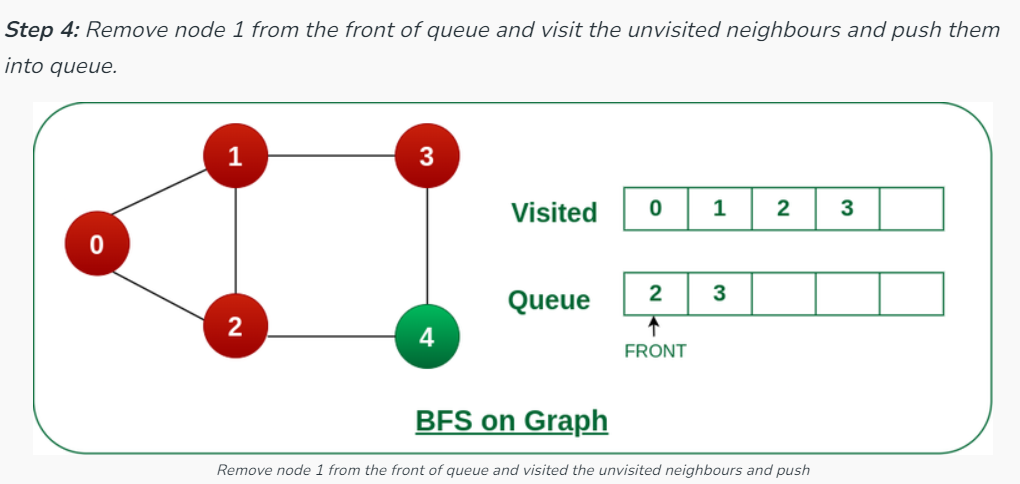 Step 4: Remove node 1 from the front of queue and visit the unvisited neighbours and push them
into queue.
1
3
0
2
4
Visited 0 1 2 3
Queue 2 3
FRONT
BFS on Graph
Remove node 1 from the front of queue and visited the unvisited neighbours and push